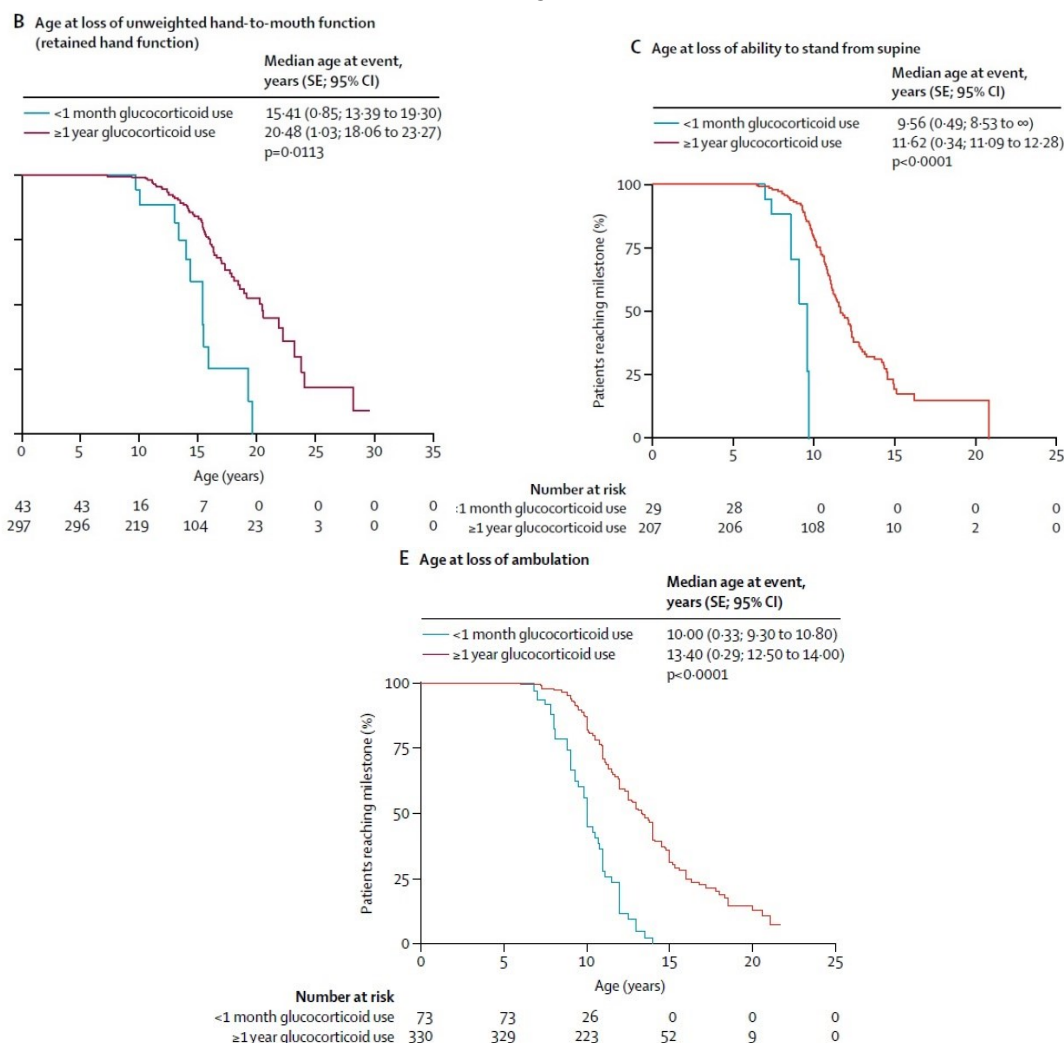 B Age at loss of unweighted hand-to-mouth function
(retained hand function)
Median age at event,
years (SE; 95% CI)
<1 month glucocorticoid use 15·41 (0·85; 13·39 to 19·30)
≥1 year glucocorticoid use 20·48 (1·03; 18·06 to 23·27)
p=0·0113
0 5 10 15 20 25 30 35
Age (years)
43 43 16 7 0 0 0 0
297 296 219 104 23 3 0 0
C Age at loss of ability to stand from supine
Median age at event,
years (SE; 95% CI)
<1 month glucocorticoid use 9·56 (0·49; 8·53 to ∞)
≥1 year glucocorticoid use 11·62 (0·34; 11·09 to 12·28)
p<0·0001
Patients reaching milestone (%)
100
75
50
25
0
0 5 10 15 20 25
Number at risk
1 month glucocorticoid use 29 28 0 0 0 0
≥1 year glucocorticoid use 207 206 108 10 2 0
E Age at loss of ambulation
Median age at event,
years (SE; 95% CI)
<1 month glucocorticoid use 10·00 (0·33; 9·30 to 10·80)
≥1 year glucocorticoid use 13·40 (0·29; 12·50 to 14·00)
p<0·0001
Patients reaching milestone (%)
100
75
50
25
0
0 5 10 15 20 25
Age (years)
Number at risk
<1 month glucocorticoid use 73 73 26 0 0 0
≥1 year glucocorticoid use 330 329 223 52 9 0